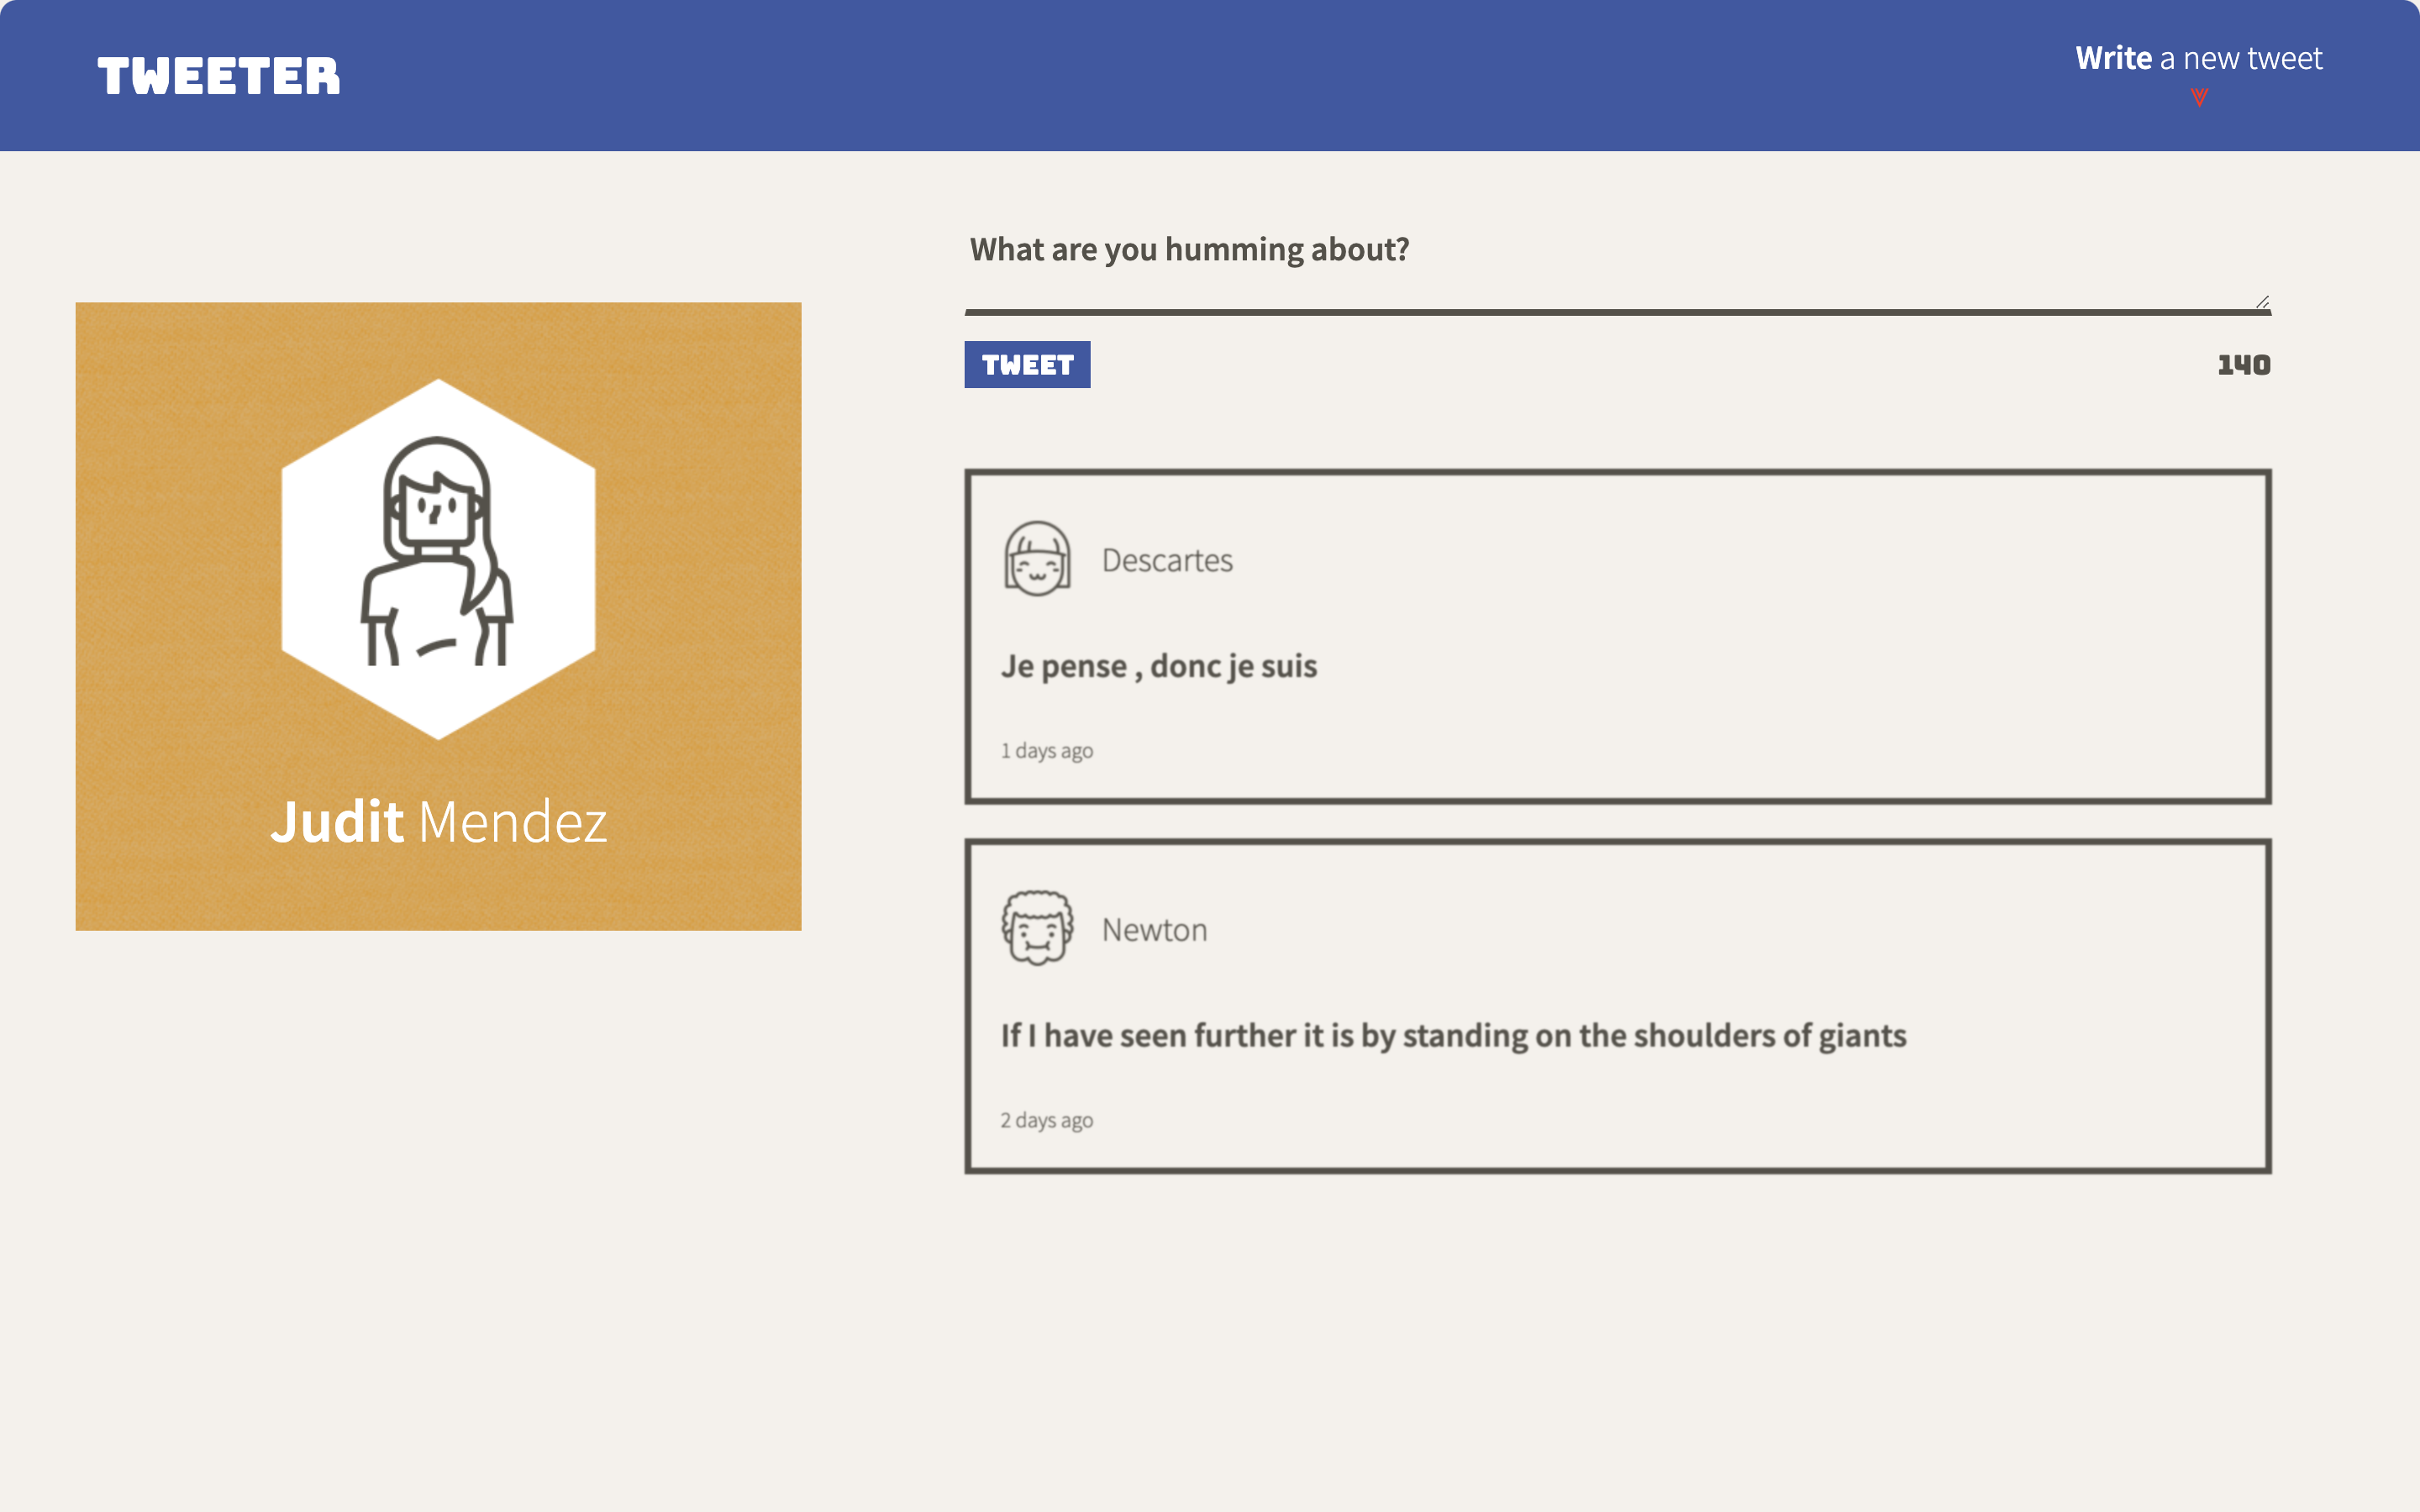 TWEETER
Write a new tweet
What are you humming about?
TWEET
140
Judit Mendez
Descartes
Je pense , donc je suis
1 days ago
Newton
If I have seen further it is by standing on the shoulders of giants
2 days ago